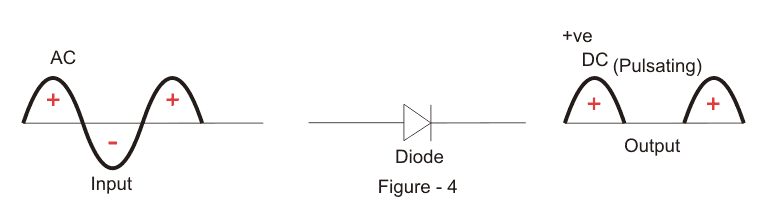 AC
+
+
-
Input
Diode
Figure - 4
+ve
DC (Pulsating)
+
+
Output